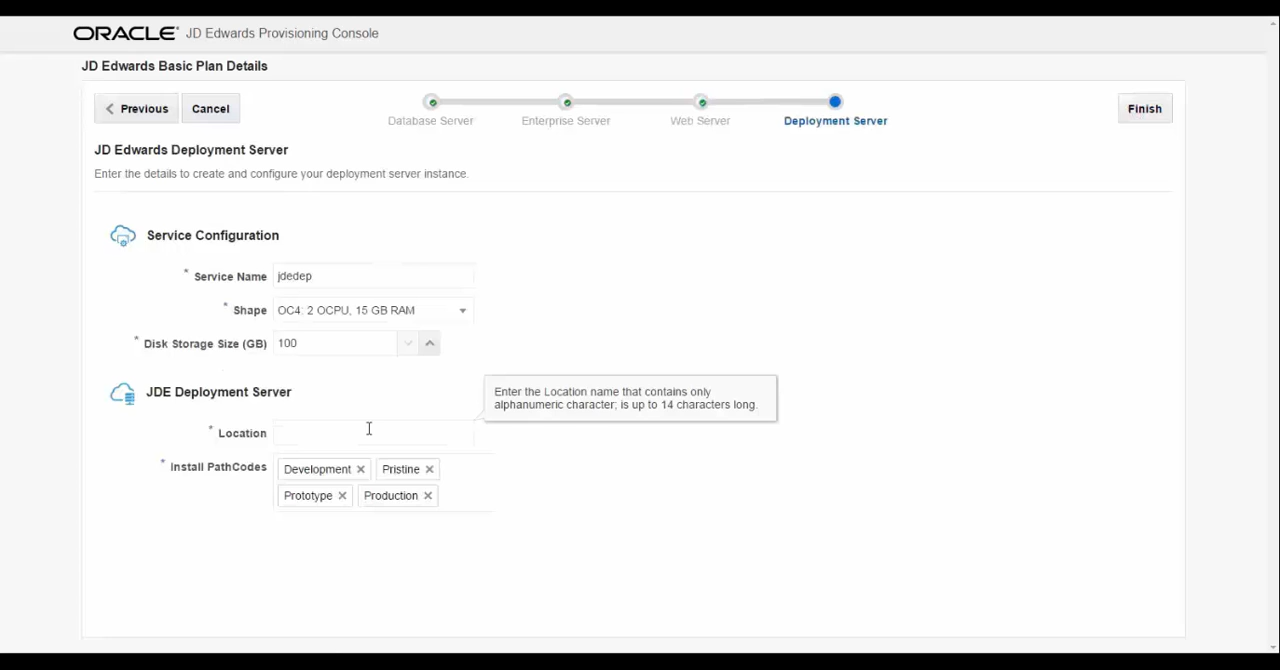 ORACLE JD Edwards Provisioning Console
JD Edwards Basic Plan Details
Previous Cancel
Database Server Enterprise Server Web Server Deployment Server
Finish
JD Edwards Deployment Server
Enter the details to create and configure your deployment server instance.
Service Configuration
* Service Name jdedep
* Shape OC4: 2 OCPU, 15 GB RAM
* Disk Storage Size (GB) 100
JDE Deployment Server
Enter the Location name that contains only
alphanumeric character; is up to 14 characters long.
* Location
* Install PathCodes Development × Pristine ×
Prototype × Production ×